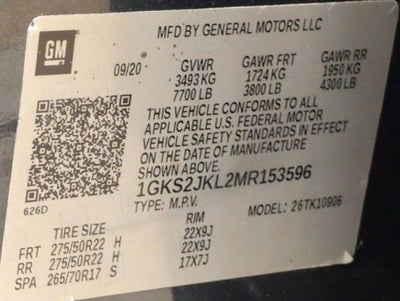 MFD BY GENERAL MOTORS LLC
GM
09/20 GVWR GAWR FRT GAWR RR
3493 KG 1724 KG 1950 KG
7700 LB 3800 LB 4300 LB
THIS VEHICLE CONFORMS TO ALL
APPLICABLE U.S. FEDERAL MOTOR
VEHICLE SAFETY STANDARDS IN EFFECT
ON THE DATE OF MANUFACTURE
SHOWN ABOVE.
1GKS2JKL2MR153596
626D
TYPE: M.P.V. MODEL: 26TK10906
TIRE SIZE RIM
FRT 275/50R22 H 22X9J
RR 275/50R22 H 22X9J
SPA 265/70R17 S 17X7J